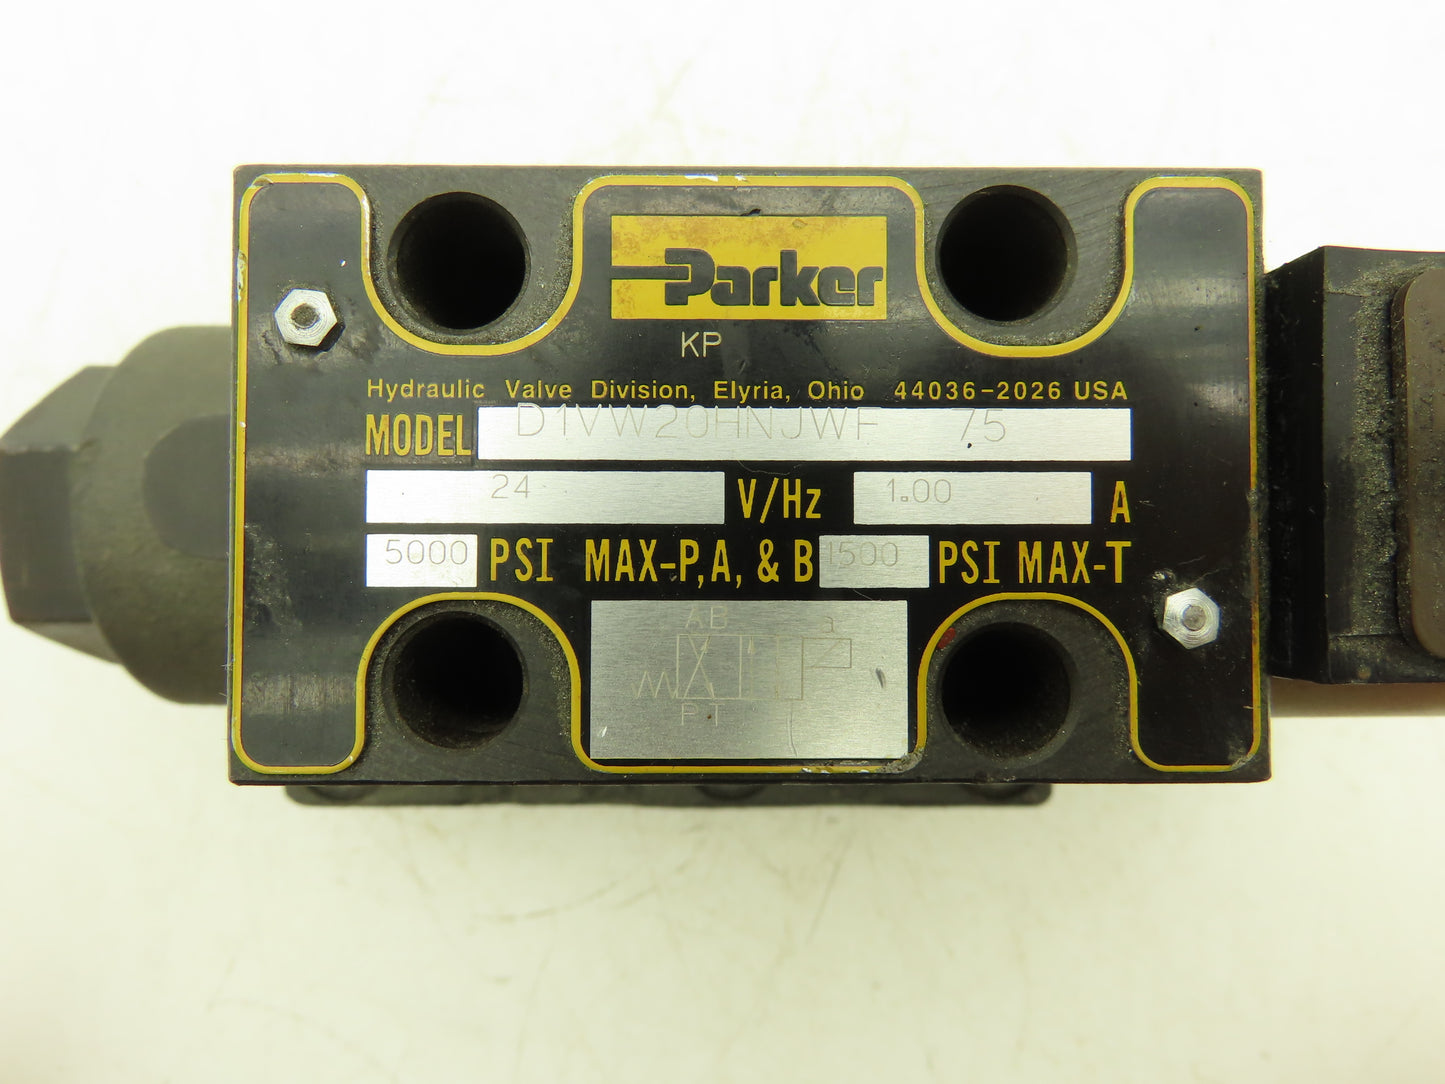 Parker
KP
Hydraulic Valve Division, Elyria, Ohio 44036-2026 USA
MODEL D1VW20HNJWF 75
24 V/Hz 1.00 A
5000 PSI MAX-P, A, & B 1500 PSI MAX-T
A B a
P T